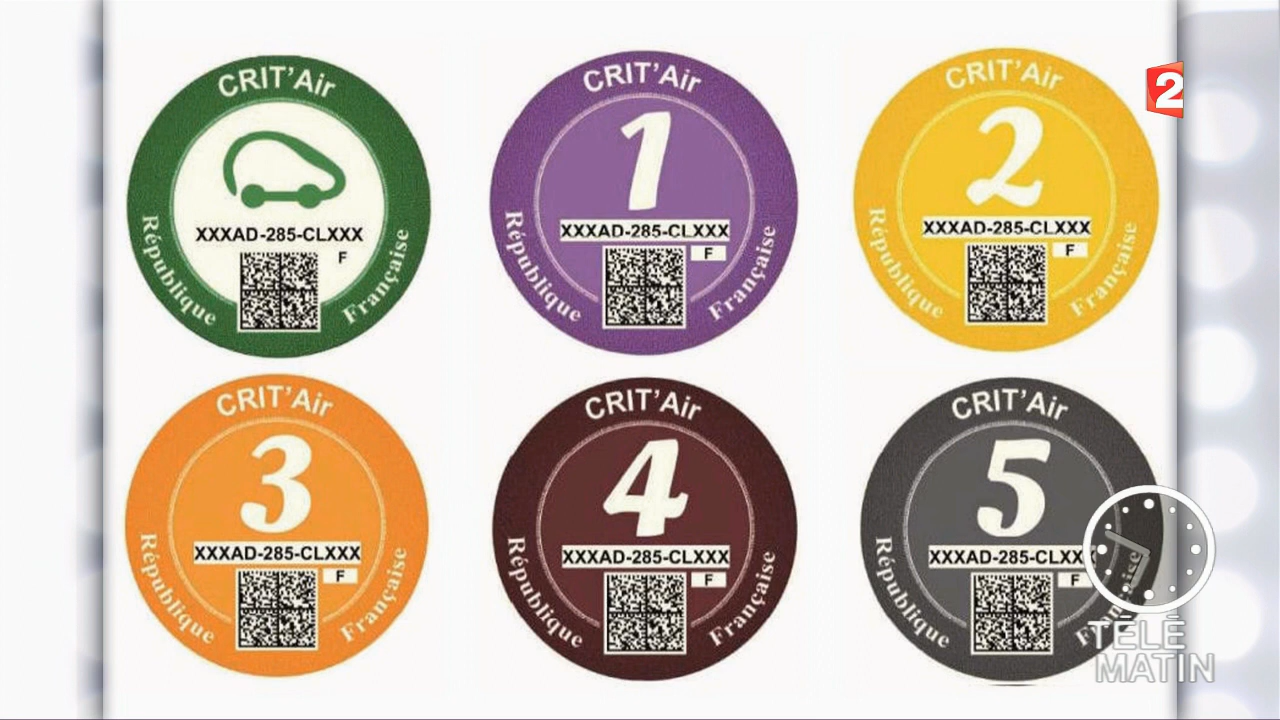 CRIT'Air
XXXAD-285-CLXXX
F
République Française
CRIT'Air
1
XXXAD-285-CLXXX
F
République Française
CRIT'Air
2
XXXAD-285-CLXXX
F
République Française
2
CRIT'Air
3
XXXAD-285-CLXXX
F
République Française
CRIT'Air
4
XXXAD-285-CLXXX
F
République Française
CRIT'Air
5
XXXAD-285-CLXXX
F
République Française
TÉLÉ
MATIN